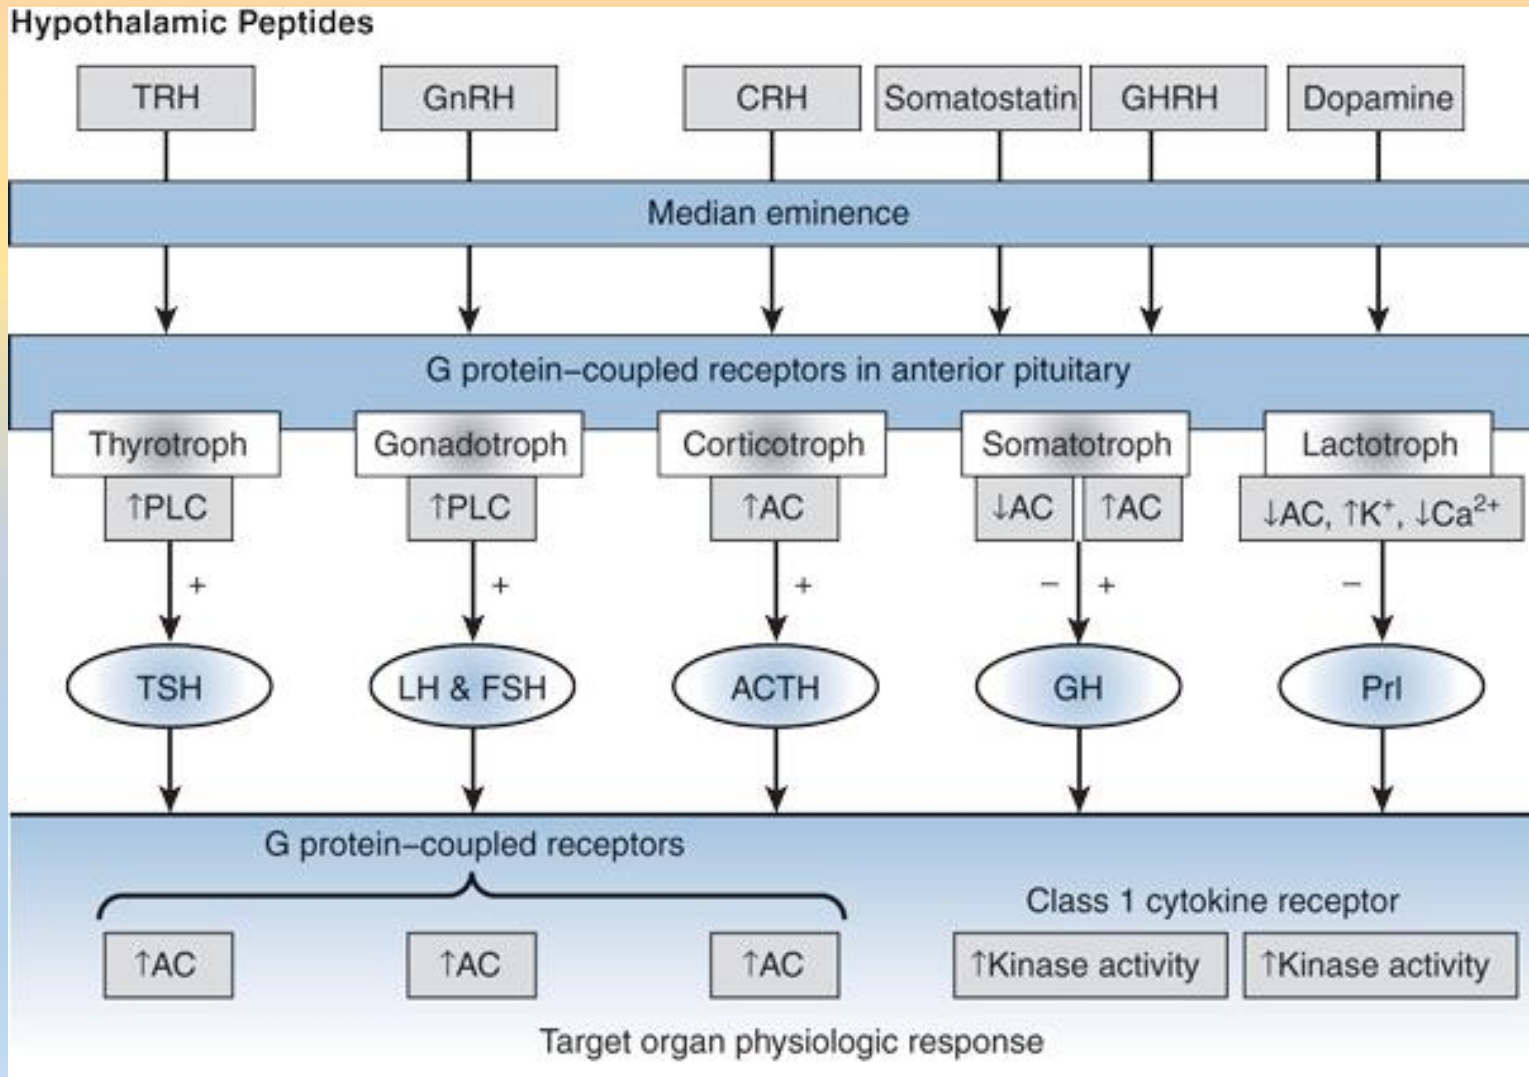 Hypothalamic Peptides
TRH
GnRH
CRH
Somatostatin
GHRH
Dopamine
Median eminence
G protein–coupled receptors in anterior pituitary
Thyrotroph
Gonadotroph
Corticotroph
Somatotroph
Lactotroph
↑PLC
↑PLC
↑AC
↓AC
↑AC
↓AC, ↑K⁺, ↓Ca²⁺
+
+
+
−
+
−
TSH
LH & FSH
ACTH
GH
Prl
G protein–coupled receptors
Class 1 cytokine receptor
↑AC
↑AC
↑AC
↑Kinase activity
↑Kinase activity
Target organ physiologic response